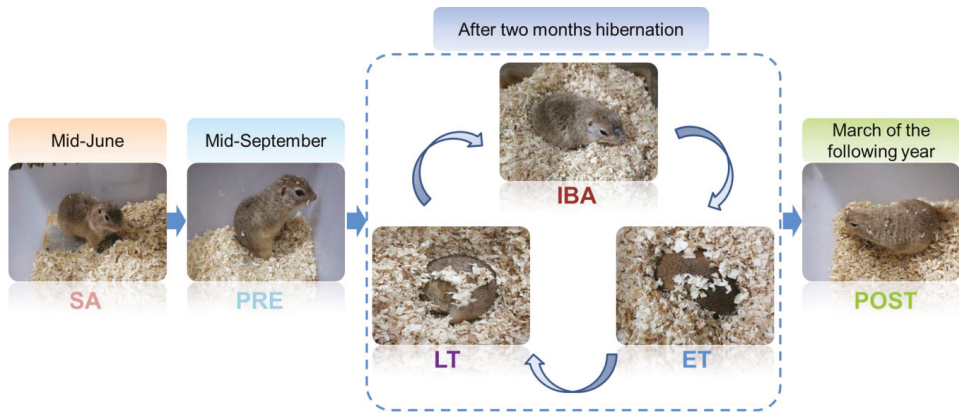 After two months hibernation
Mid-June
Mid-September
March of the
following year
IBA
SA
PRE
LT
ET
POST